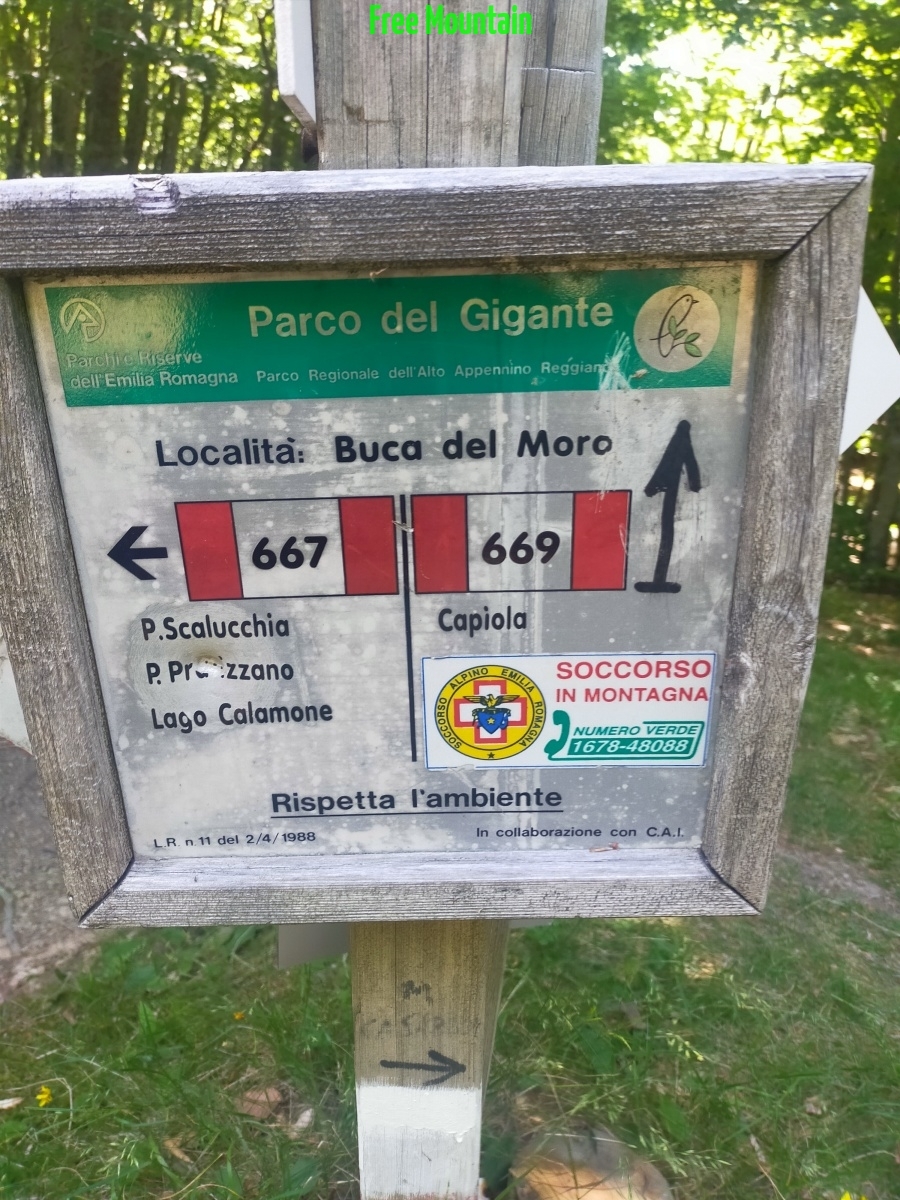 Free Mountain
Parco del Gigante
Parchi e Riserve
dell'Emilia Romagna
Parco Regionale dell'Alto Appennino Reggiano
Località: Buca del Moro
667
669
P.Scalucchia
Capiola
P.
Lago Calamone
SOCCORSO ALPINO EMILIA ROMAGNA
SOCCORSO
IN MONTAGNA
NUMERO VERDE
1678-48088
Rispetta l'ambiente
L.R. n.11 del 2/4/1988
In collaborazione con C.A.I.